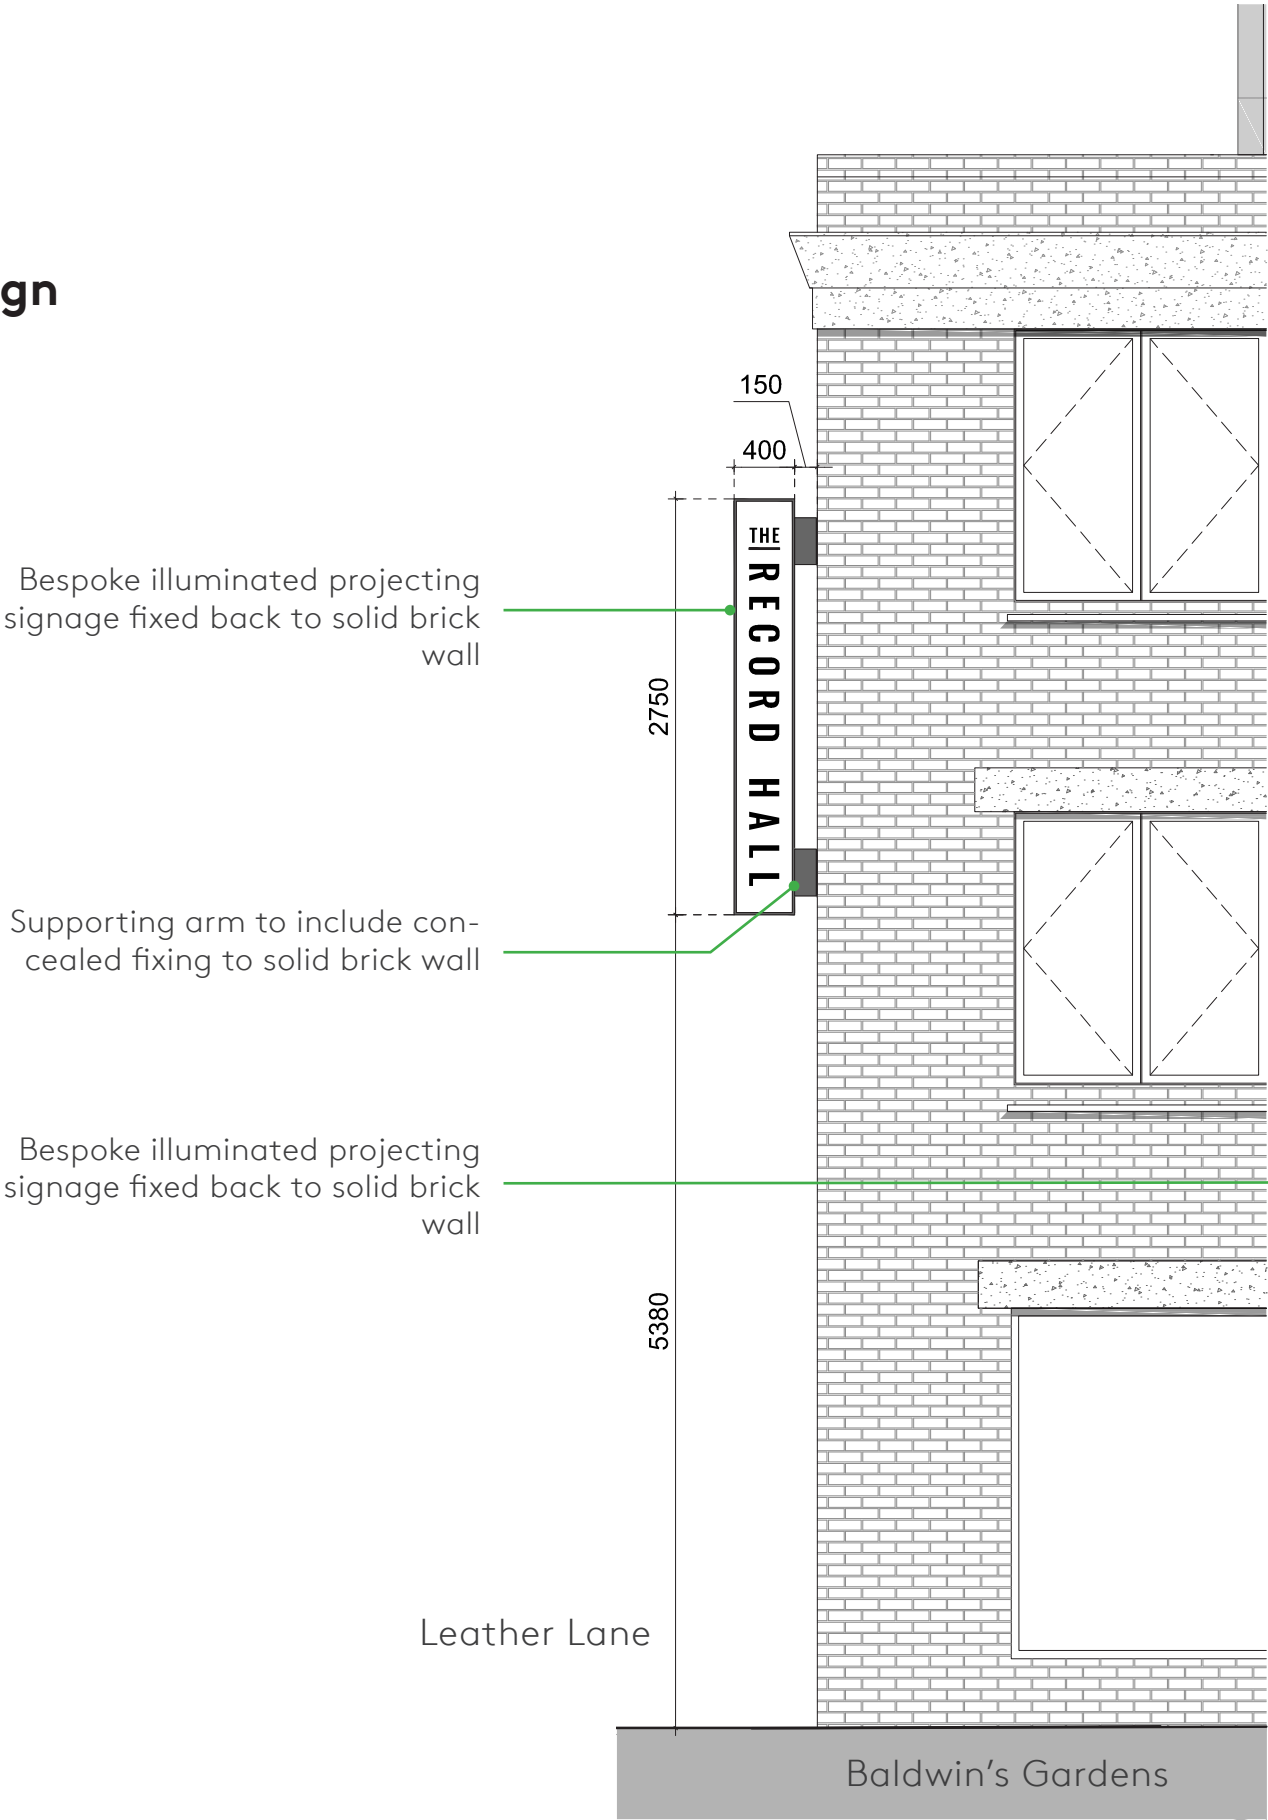 gn
150
400
Bespoke illuminated projecting
signage fixed back to solid brick
wall
2750
THE
RECORD HALL
Supporting arm to include con-
cealed fixing to solid brick wall
Bespoke illuminated projecting
signage fixed back to solid brick
wall
5380
Leather Lane
Baldwin's Gardens